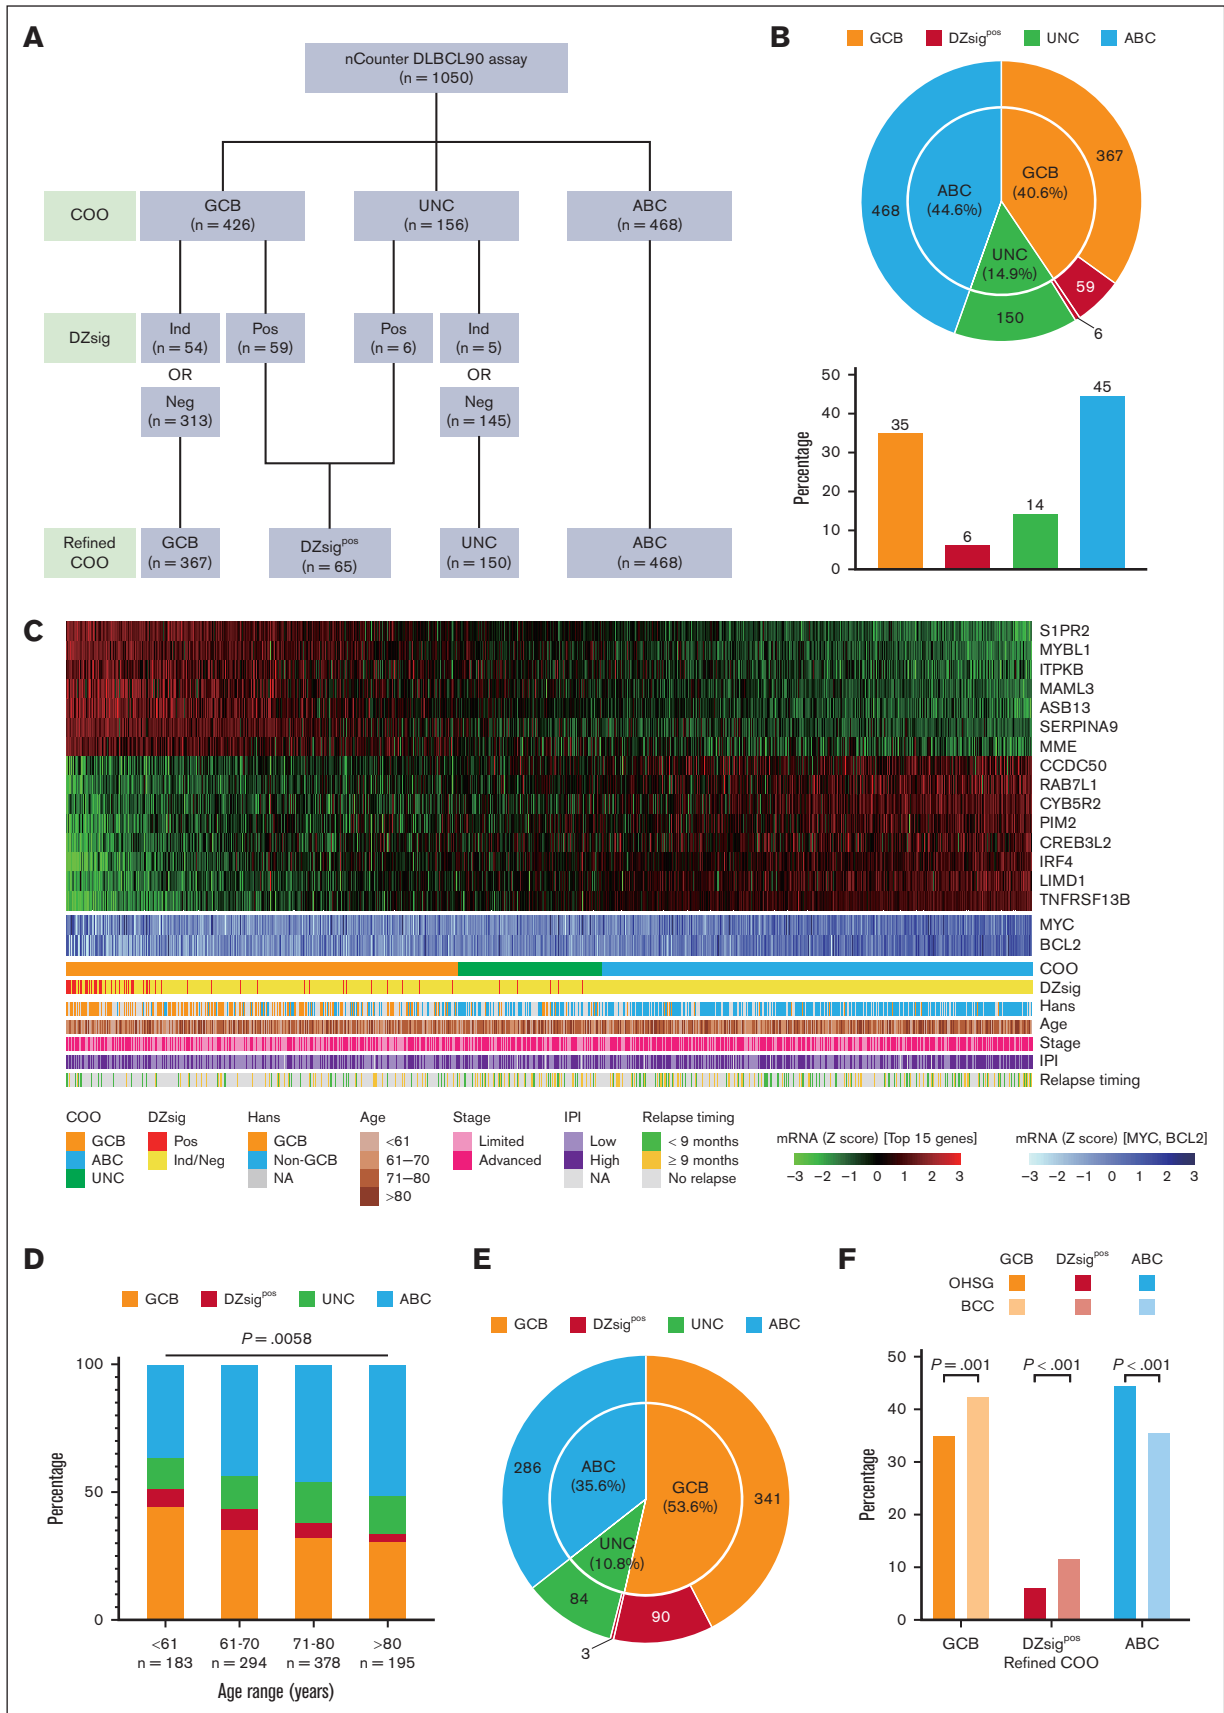 A
nCounter DLBCL90 assay
(n = 1050)
COO
GCB
(n = 426)
UNC
(n = 156)
ABC
(n = 468)
DZsig
Ind
(n = 54)
Pos
(n = 59)
Pos
(n = 6)
Ind
(n = 5)
OR
OR
Neg
(n = 313)
Neg
(n = 145)
Refined
COO
GCB
(n = 367)
DZsigpos
(n = 65)
UNC
(n = 150)
ABC
(n = 468)
B
GCB DZsigpos UNC ABC
GCB
(40.6%)
ABC
(44.6%)
UNC
(14.9%)
367
468
59
150
6
Percentage
50
40
30
20
10
0
35
6
14
45
C
S1PR2
MYBL1
ITPKB
MAML3
ASB13
SERPINA9
MME
CCDC50
RAB7L1
CYB5R2
PIM2
CREB3L2
IRF4
LIMD1
TNFRSF13B
MYC
BCL2
COO
DZsig
Hans
Age
Stage
IPI
Relapse timing
COO
GCB
ABC
UNC
DZsig
Pos
Ind/Neg
Hans
GCB
Non-GCB
NA
Age
<61
61–70
71–80
>80
Stage
Limited
Advanced
IPI
Low
High
NA
Relapse timing
< 9 months
≥ 9 months
No relapse
mRNA (Z score) [Top 15 genes]
−3 −2 −1 0 1 2 3
mRNA (Z score) [MYC, BCL2]
−3 −2 −1 0 1 2 3
D
GCB DZsigpos UNC ABC
P = .0058
Percentage
100
50
0
<61
n = 183
61-70
n = 294
71-80
n = 378
>80
n = 195
Age range (years)
E
GCB DZsigpos UNC ABC
ABC
(35.6%)
GCB
(53.6%)
UNC
(10.8%)
286
341
84
90
3
F
GCB DZsigpos ABC
OHSG
BCC
P = .001
P < .001
P < .001
Percentage
50
40
30
20
10
0
GCB
DZsigpos
ABC
Refined COO